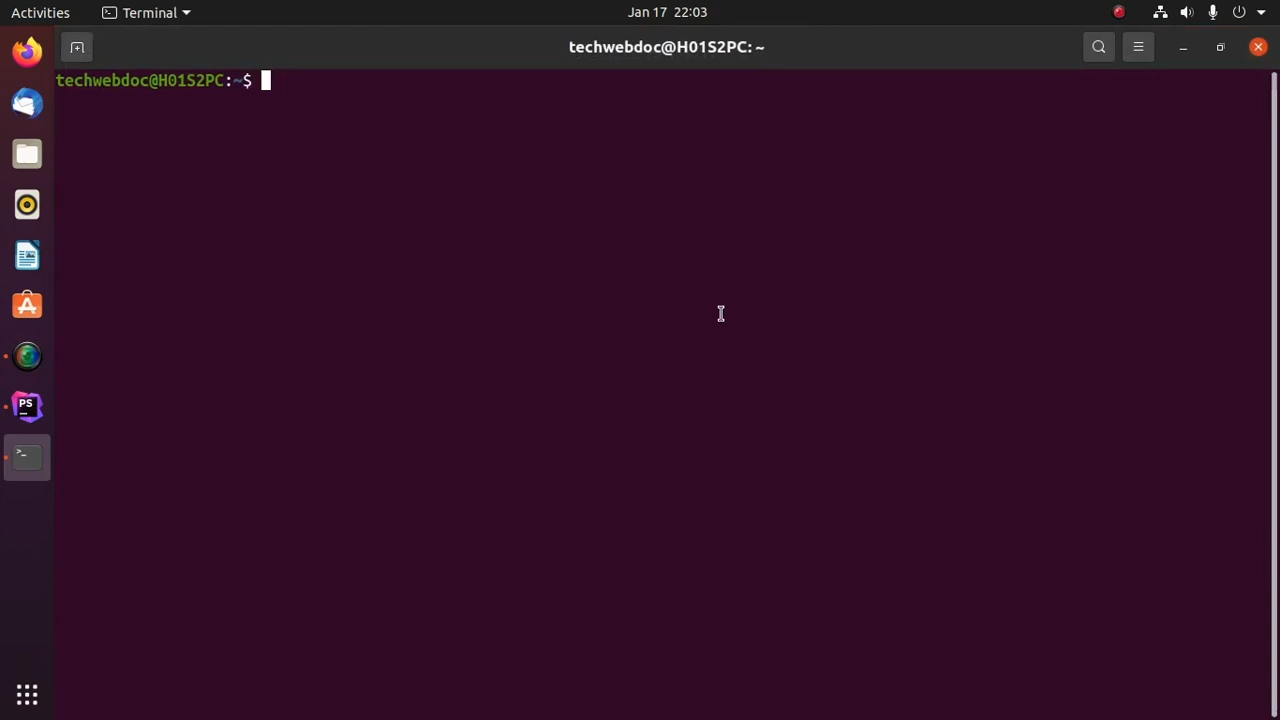 Activities
Terminal
Jan 17 22:03
techwebdoc@H01S2PC: ~
techwebdoc@H01S2PC:~$
PS
>_